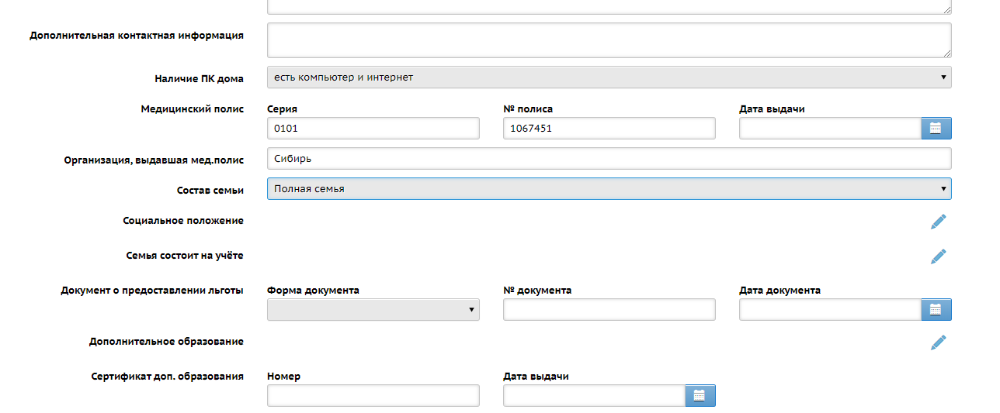 Дополнительная контактная информация
Наличие ПК дома есть компьютер и интернет
Медицинский полис Серия № полиса Дата выдачи
0101 1067451
Организация, выдавшая мед.полис Сибирь
Состав семьи Полная семья
Социальное положение
Семья состоит на учёте
Документ о предоставлении льготы Форма документа № документа Дата документа
Дополнительное образование
Сертификат доп. образования Номер Дата выдачи